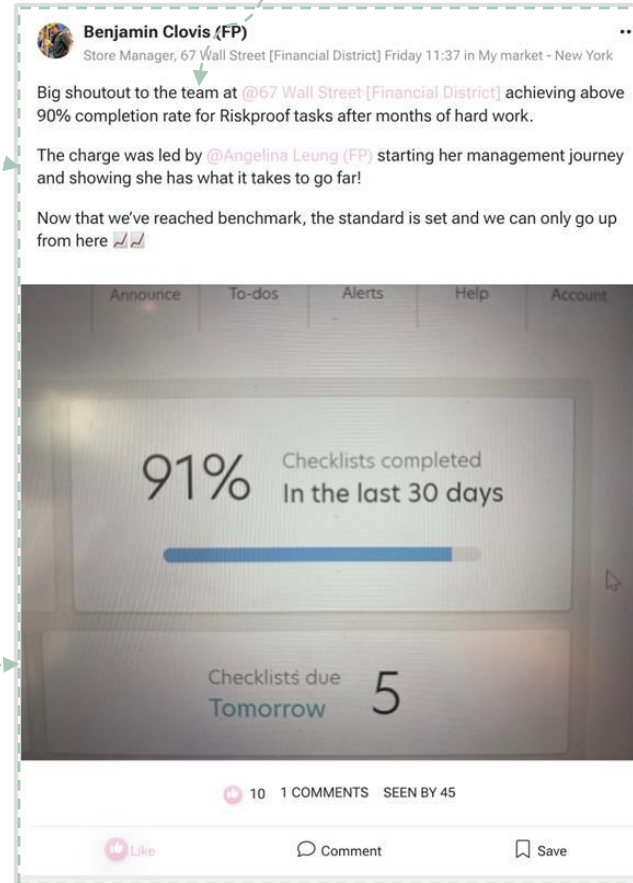 Benjamin Clovis (FP)
Store Manager, 67 Wall Street [Financial District] Friday 11:37 in My market - New York
Big shoutout to the team at @67 Wall Street [Financial District] achieving above
90% completion rate for Riskproof tasks after months of hard work.
The charge was led by @Angelina Leung (FP) starting her management journey
and showing she has what it takes to go far!
Now that we’ve reached benchmark, the standard is set and we can only go up
from here 📈📈
Announce To-dos Alerts Help Account
91% Checklists completed
In the last 30 days
Checklists due 5
Tomorrow
10 1 COMMENTS SEEN BY 45
Like Comment Save